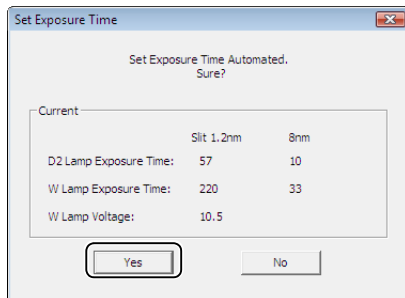 Set Exposure Time
Set Exposure Time Automated.
Sure?
Current
Slit 1.2nm 8nm
D2 Lamp Exposure Time: 57 10
W Lamp Exposure Time: 220 33
W Lamp Voltage: 10.5
Yes No